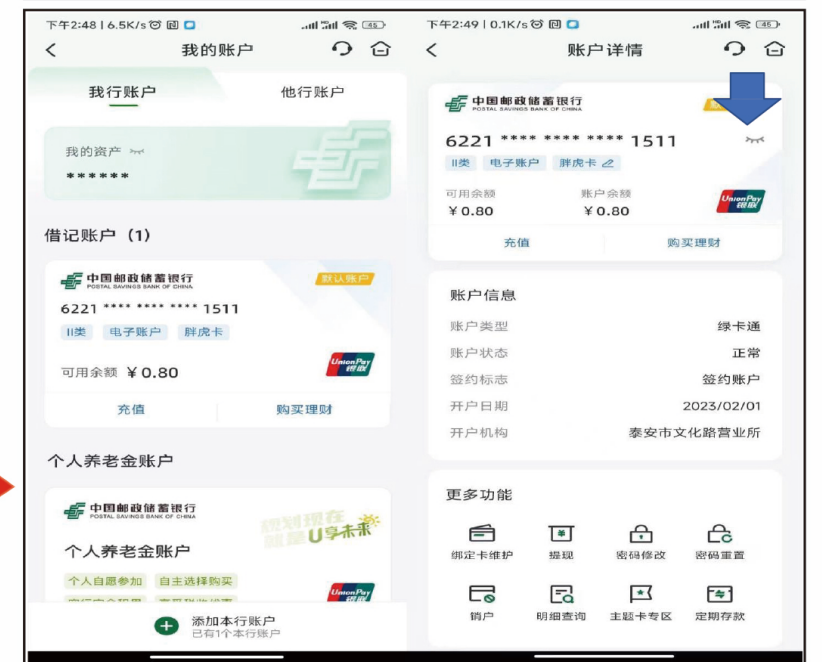 下午2:48 | 6.5K/s
45
我的账户
我行账户
他行账户
我的资产
******
借记账户（1）
中国邮政储蓄银行
POSTAL SAVINGS BANK OF CHINA
默认账户
6221 **** **** **** 1511
II类 电子账户 胖虎卡
可用余额 ¥ 0.80
UnionPay
银联
充值
购买理财
个人养老金账户
中国邮政储蓄银行
POSTAL SAVINGS BANK OF CHINA
规划现在
就是U享未来
个人养老金账户
个人自愿参加 自主选择购买
UnionPay
银联
添加本行账户
已有1个本行账户
下午2:49 | 0.1K/s
45
账户详情
中国邮政储蓄银行
POSTAL SAVINGS BANK OF CHINA
6221 **** **** **** 1511
II类 电子账户 胖虎卡
可用余额
账户余额
¥ 0.80
¥ 0.80
UnionPay
银联
充值
购买理财
账户信息
账户类型 绿卡通
账户状态 正常
签约标志 签约账户
开户日期 2023/02/01
开户机构 泰安市文化路营业所
更多功能
绑定卡维护 提现 密码修改 密码重置
销户 明细查询 主题卡专区 定期存款